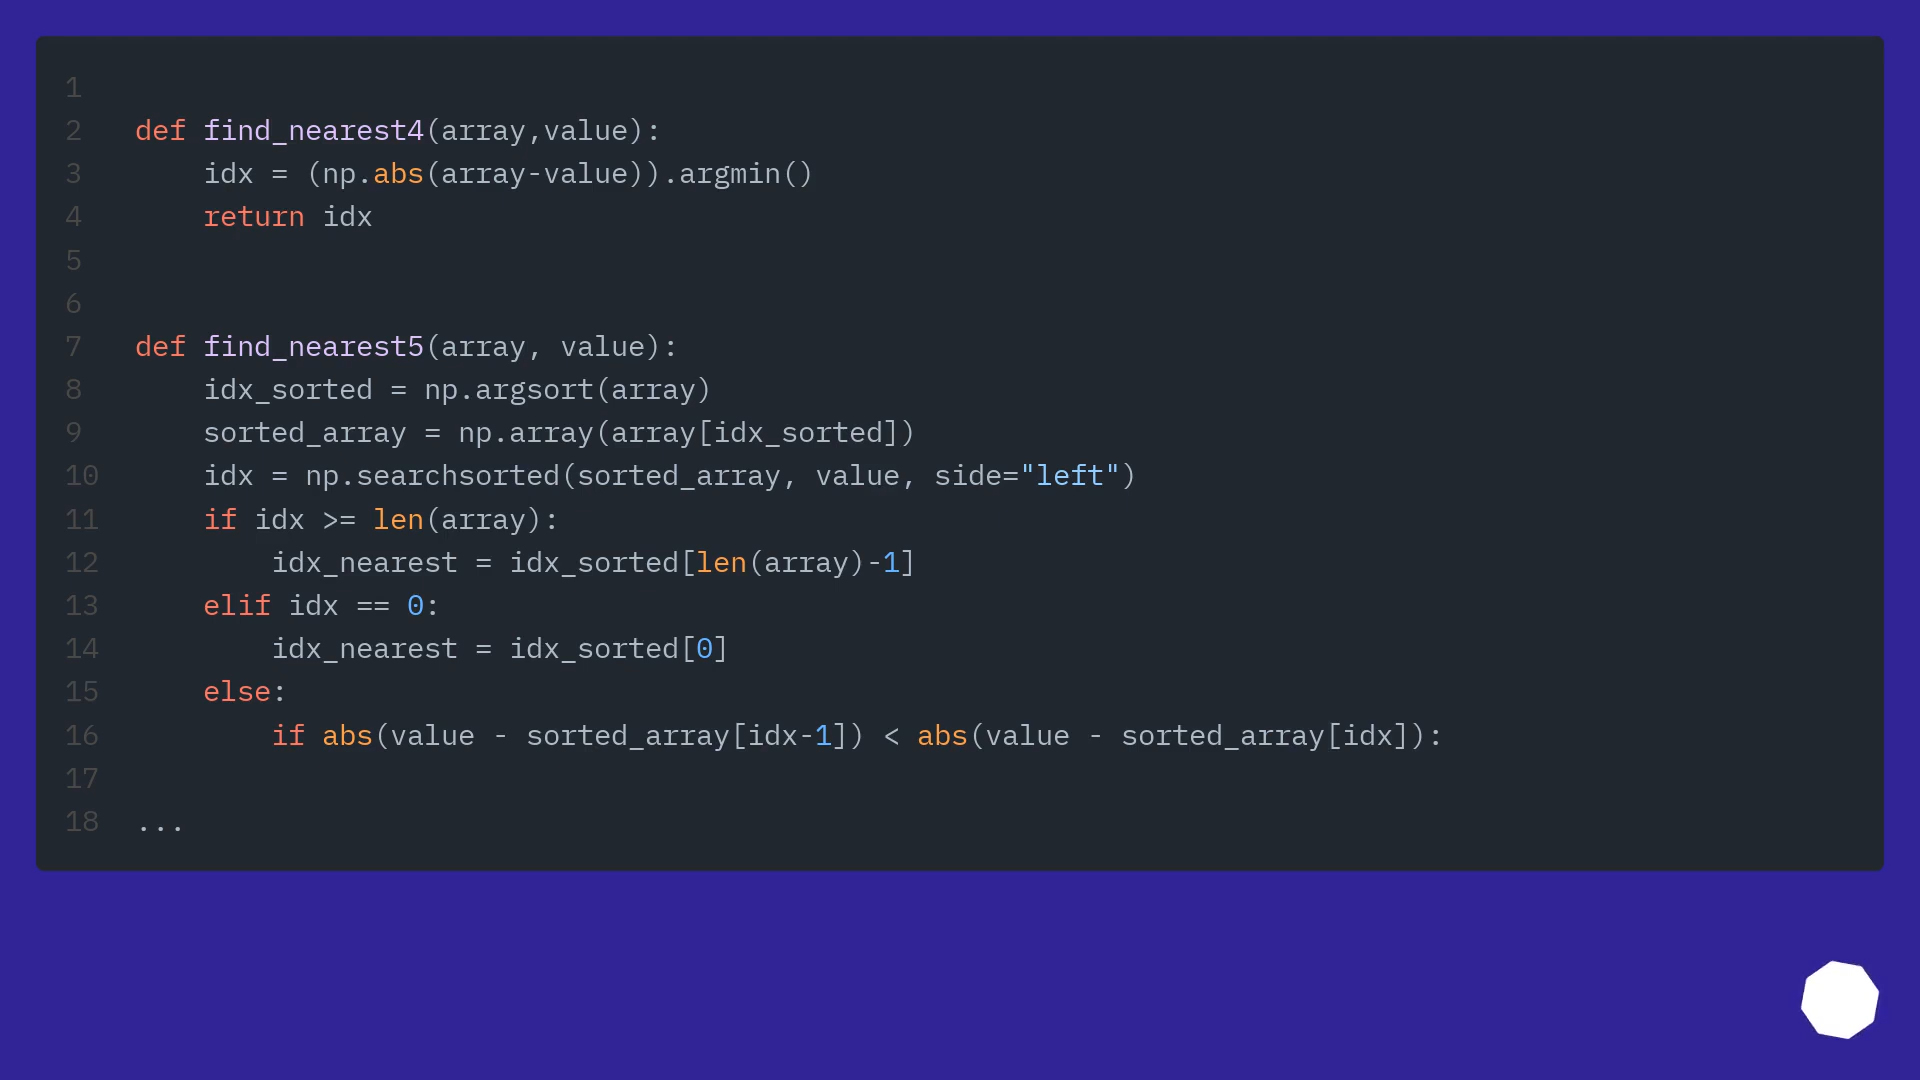 1
2 def find_nearest4(array,value):
3     idx = (np.abs(array-value)).argmin()
4     return idx
5
6
7 def find_nearest5(array, value):
8     idx_sorted = np.argsort(array)
9     sorted_array = np.array(array[idx_sorted])
10     idx = np.searchsorted(sorted_array, value, side="left")
11     if idx >= len(array):
12         idx_nearest = idx_sorted[len(array)-1]
13     elif idx == 0:
14         idx_nearest = idx_sorted[0]
15     else:
16         if abs(value - sorted_array[idx-1]) < abs(value - sorted_array[idx]):
17
18 ...